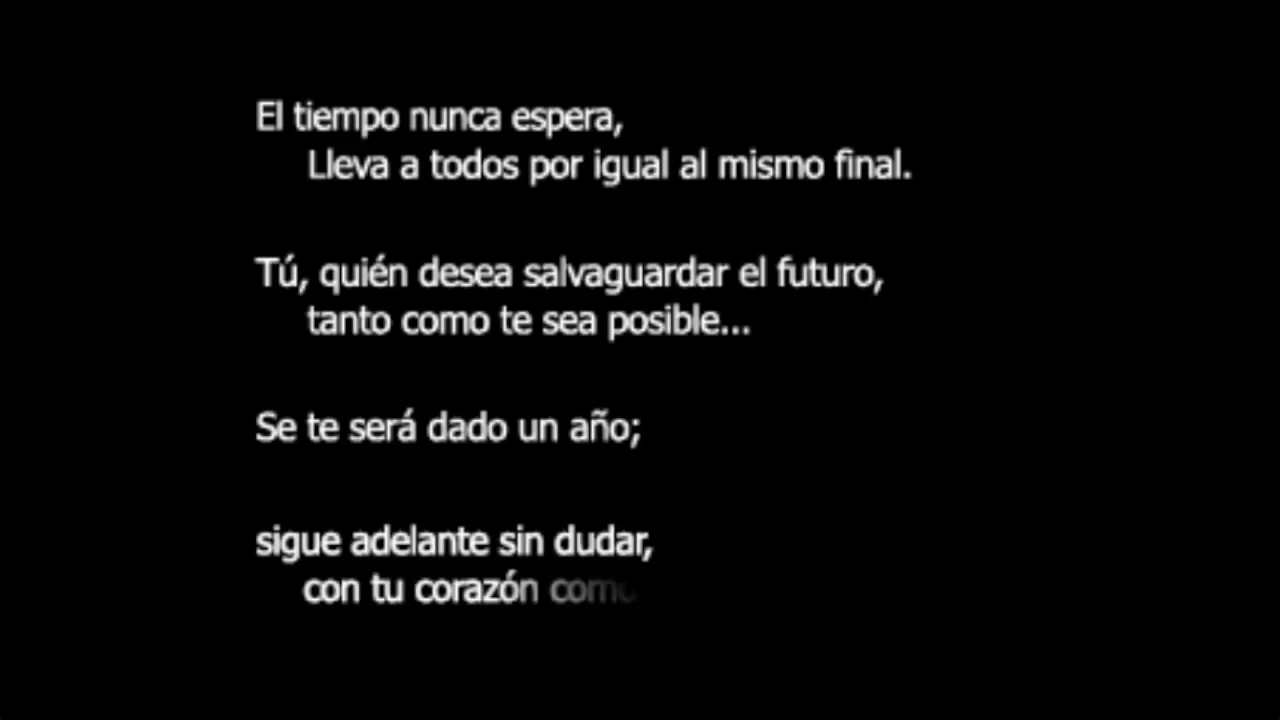 El tiempo nunca espera,
Lleva a todos por igual al mismo final.
Tú, quién desea salvaguardar el futuro,
tanto como te sea posible...
Se te será dado un año;
sigue adelante sin dudar,
con tu corazón como